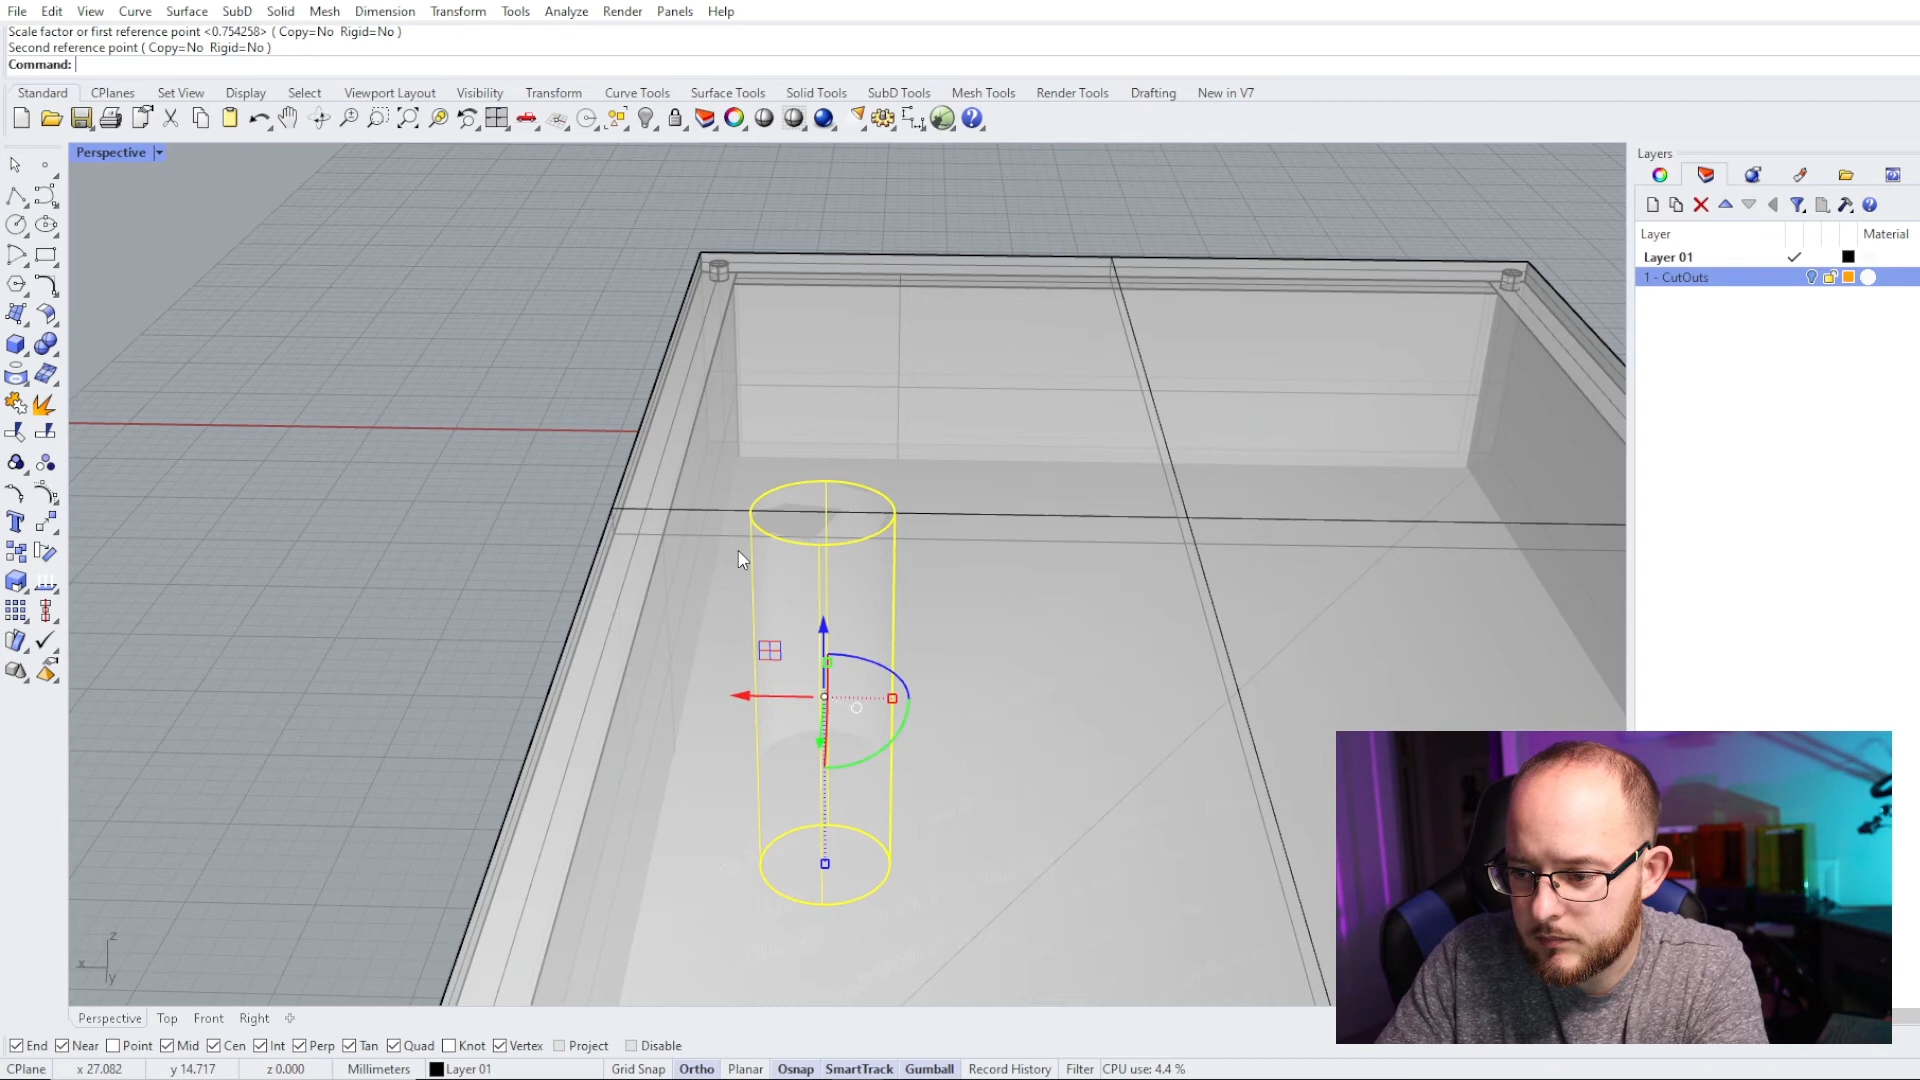 File Edit View Curve Surface SubD Solid Mesh Dimension Transform Tools Analyze Render Panels Help
Scale factor or first reference point <0.754258> ( Copy=No Rigid=No )
Second reference point ( Copy=No Rigid=No )
Command:
Standard CPlanes Set View Display Select Viewport Layout Visibility Transform Curve Tools Surface Tools Solid Tools SubD Tools Mesh Tools Render Tools Drafting New in V7
Perspective
Layers
Layer Material
Layer 01
1 - CutOuts
z
x
y
Perspective Top Front Right
End Near Point Mid Cen Int Perp Tan Quad Knot Vertex Project Disable
CPlane x 27.082 y 14.717 z 0.000 Millimeters Layer 01 Grid Snap Ortho Planar Osnap SmartTrack Gumball Record History Filter CPU use: 4.4 %